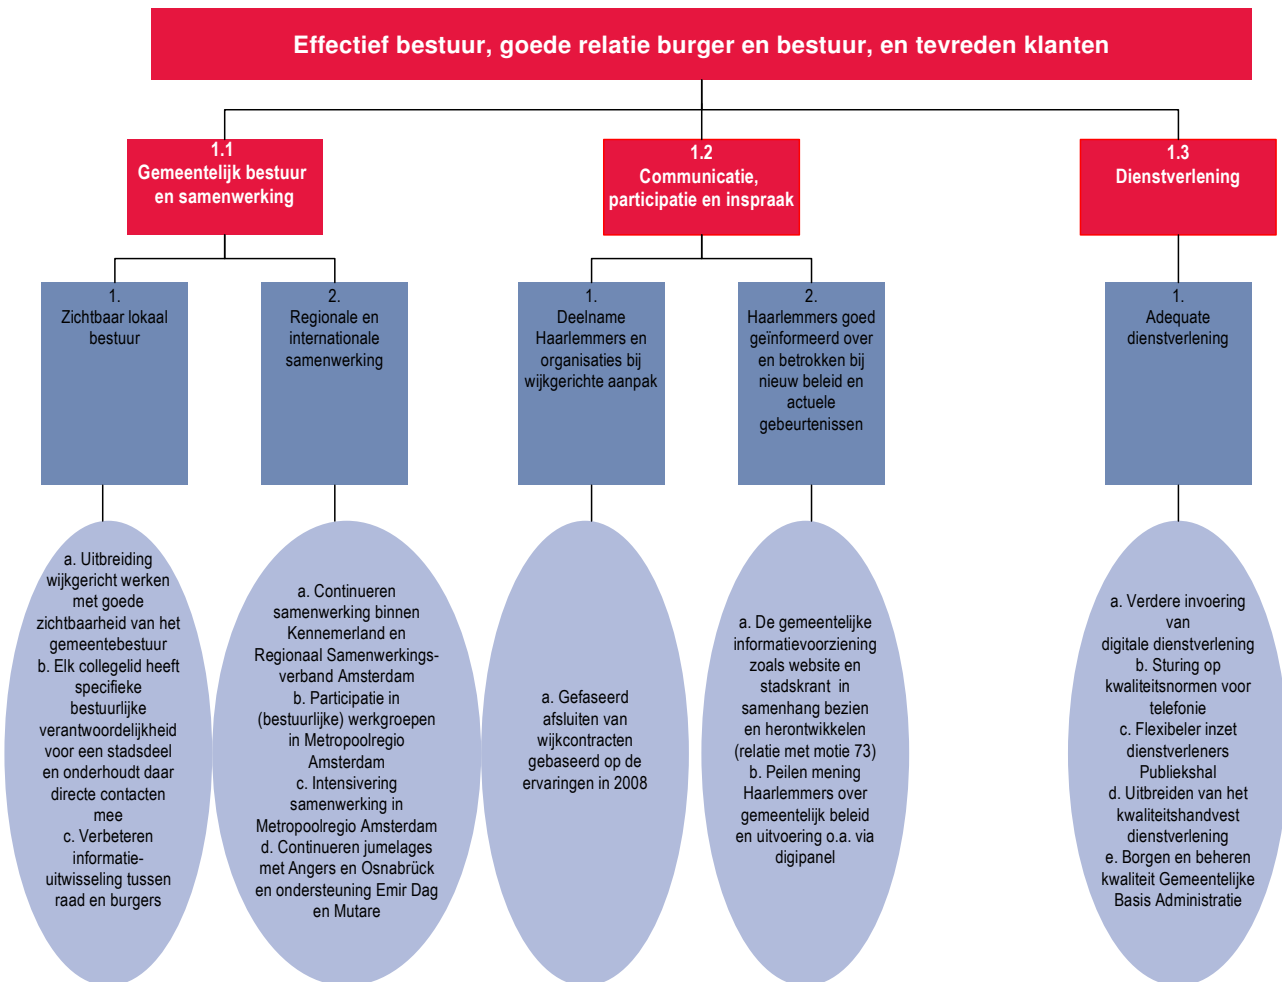 Effectief bestuur, goede relatie burger en bestuur, en tevreden klanten
1.1
Gemeentelijk bestuur
en samenwerking
1.2
Communicatie,
participatie en inspraak
1.3
Dienstverlening
1.
Zichtbaar lokaal
bestuur
2.
Regionale en
internationale
samenwerking
1.
Deelname
Haarlemmers en
organisaties bij
wijkgerichte aanpak
2.
Haarlemmers goed
geïnformeerd over
en betrokken bij
nieuw beleid en
actuele
gebeurtenissen
1.
Adequate
dienstverlening
a. Uitbreiding
wijkgericht werken
met goede
zichtbaarheid van het
gemeentebestuur
b. Elk collegelid heeft
specifieke
bestuurlijke
verantwoordelijkheid
voor een stadsdeel
en onderhoudt daar
directe contacten
mee
c. Verbeteren
informatie-
uitwisseling tussen
raad en burgers
a. Continueren
samenwerking binnen
Kennemerland en
Regionaal Samenwerkings-
verband Amsterdam
b. Participatie in
(bestuurlijke) werkgroepen
in Metropoolregio
Amsterdam
c. Intensivering
samenwerking in
Metropoolregio Amsterdam
d. Continueren jumelages
met Angers en Osnabrück
en ondersteuning Emir Dag
en Mutare
a. Gefaseerd
afsluiten van
wijkcontracten
gebaseerd op de
ervaringen in 2008
a. De gemeentelijke
informatievoorziening
zoals website en
stadskrant in
samenhang bezien
en herontwikkelen
(relatie met motie 73)
b. Peilen mening
Haarlemmers over
gemeentelijk beleid
en uitvoering o.a. via
digipanel
a. Verdere invoering
van
digitale dienstverlening
b. Sturing op
kwaliteitsnormen voor
telefonie
c. Flexibeler inzet
dienstverleners
Publiekshal
d. Uitbreiden van het
kwaliteitshandvest
dienstverlening
e. Borgen en beheren
kwaliteit Gemeentelijke
Basis Administratie